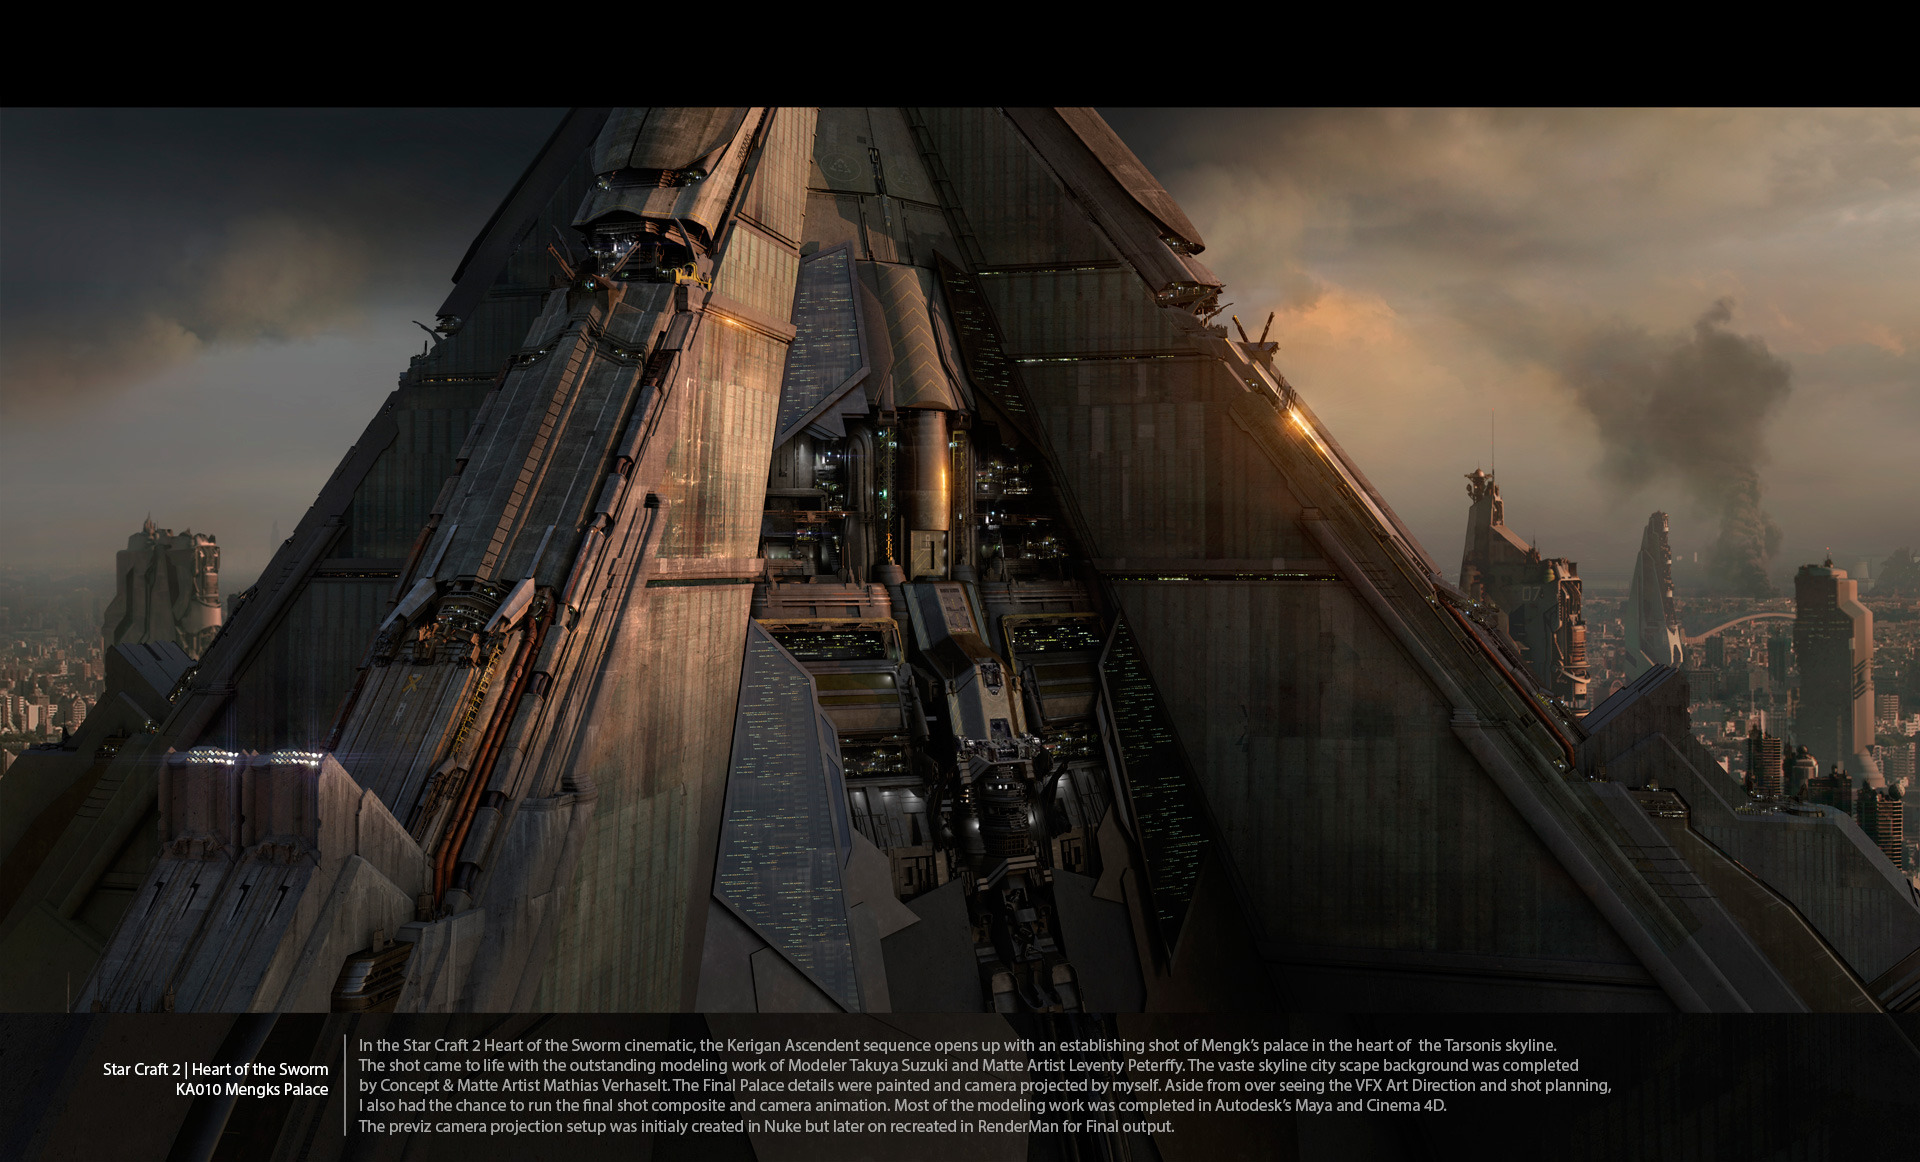 07
Star Craft 2 | Heart of the Sworm
KA010 Mengks Palace
In the Star Craft 2 Heart of the Sworm cinematic, the Kerigan Ascendent sequence opens up with an establishing shot of Mengk's palace in the heart of the Tarsonis skyline.
The shot came to life with the outstanding modeling work of Modeler Takuya Suzuki and Matte Artist Leventy Peterffy. The vaste skyline city scape background was completed
by Concept & Matte Artist Mathias Verhaselt. The Final Palace details were painted and camera projected by myself. Aside from over seeing the VFX Art Direction and shot planning,
I also had the chance to run the final shot composite and camera animation. Most of the modeling work was completed in Autodesk's Maya and Cinema 4D.
The previz camera projection setup was initialy created in Nuke but later on recreated in RenderMan for Final output.